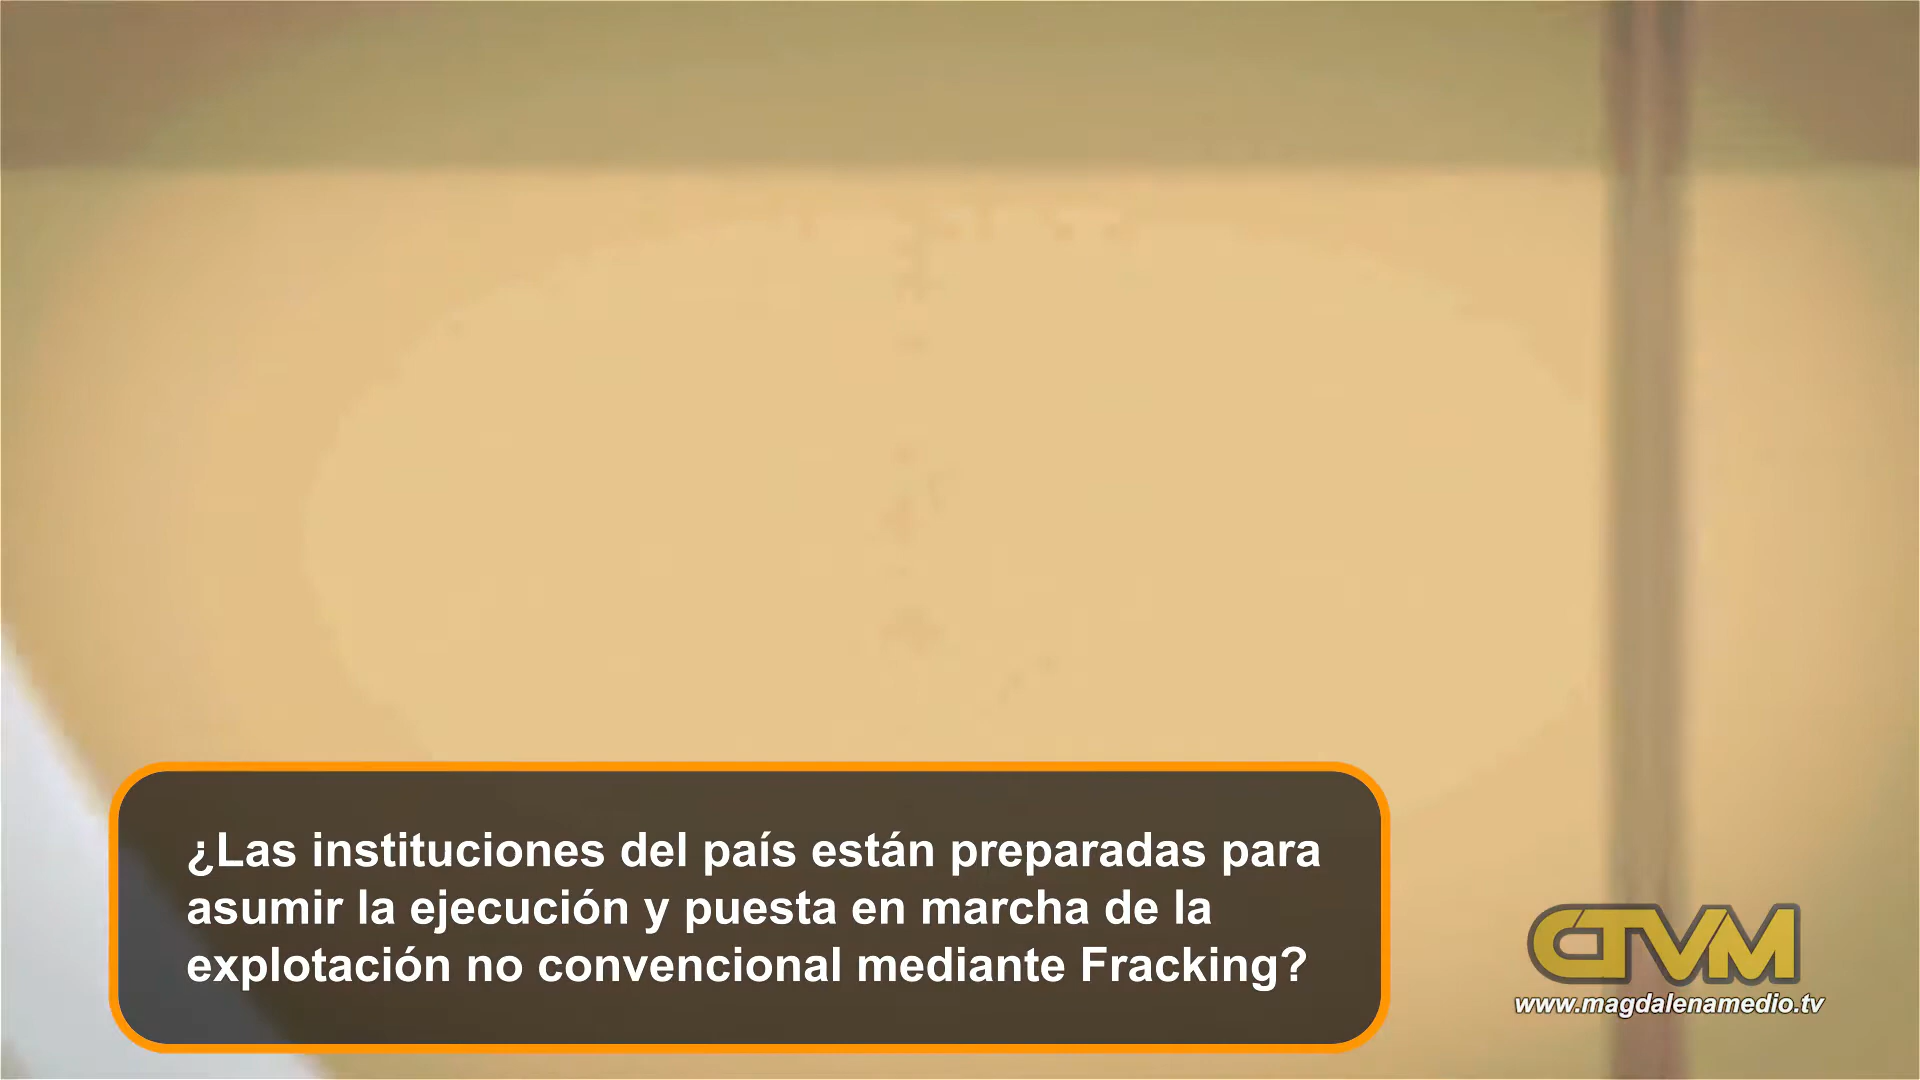 ¿Las instituciones del país están preparadas para
asumir la ejecución y puesta en marcha de la
explotación no convencional mediante Fracking?
CTVM
www.magdalenamedio.tv